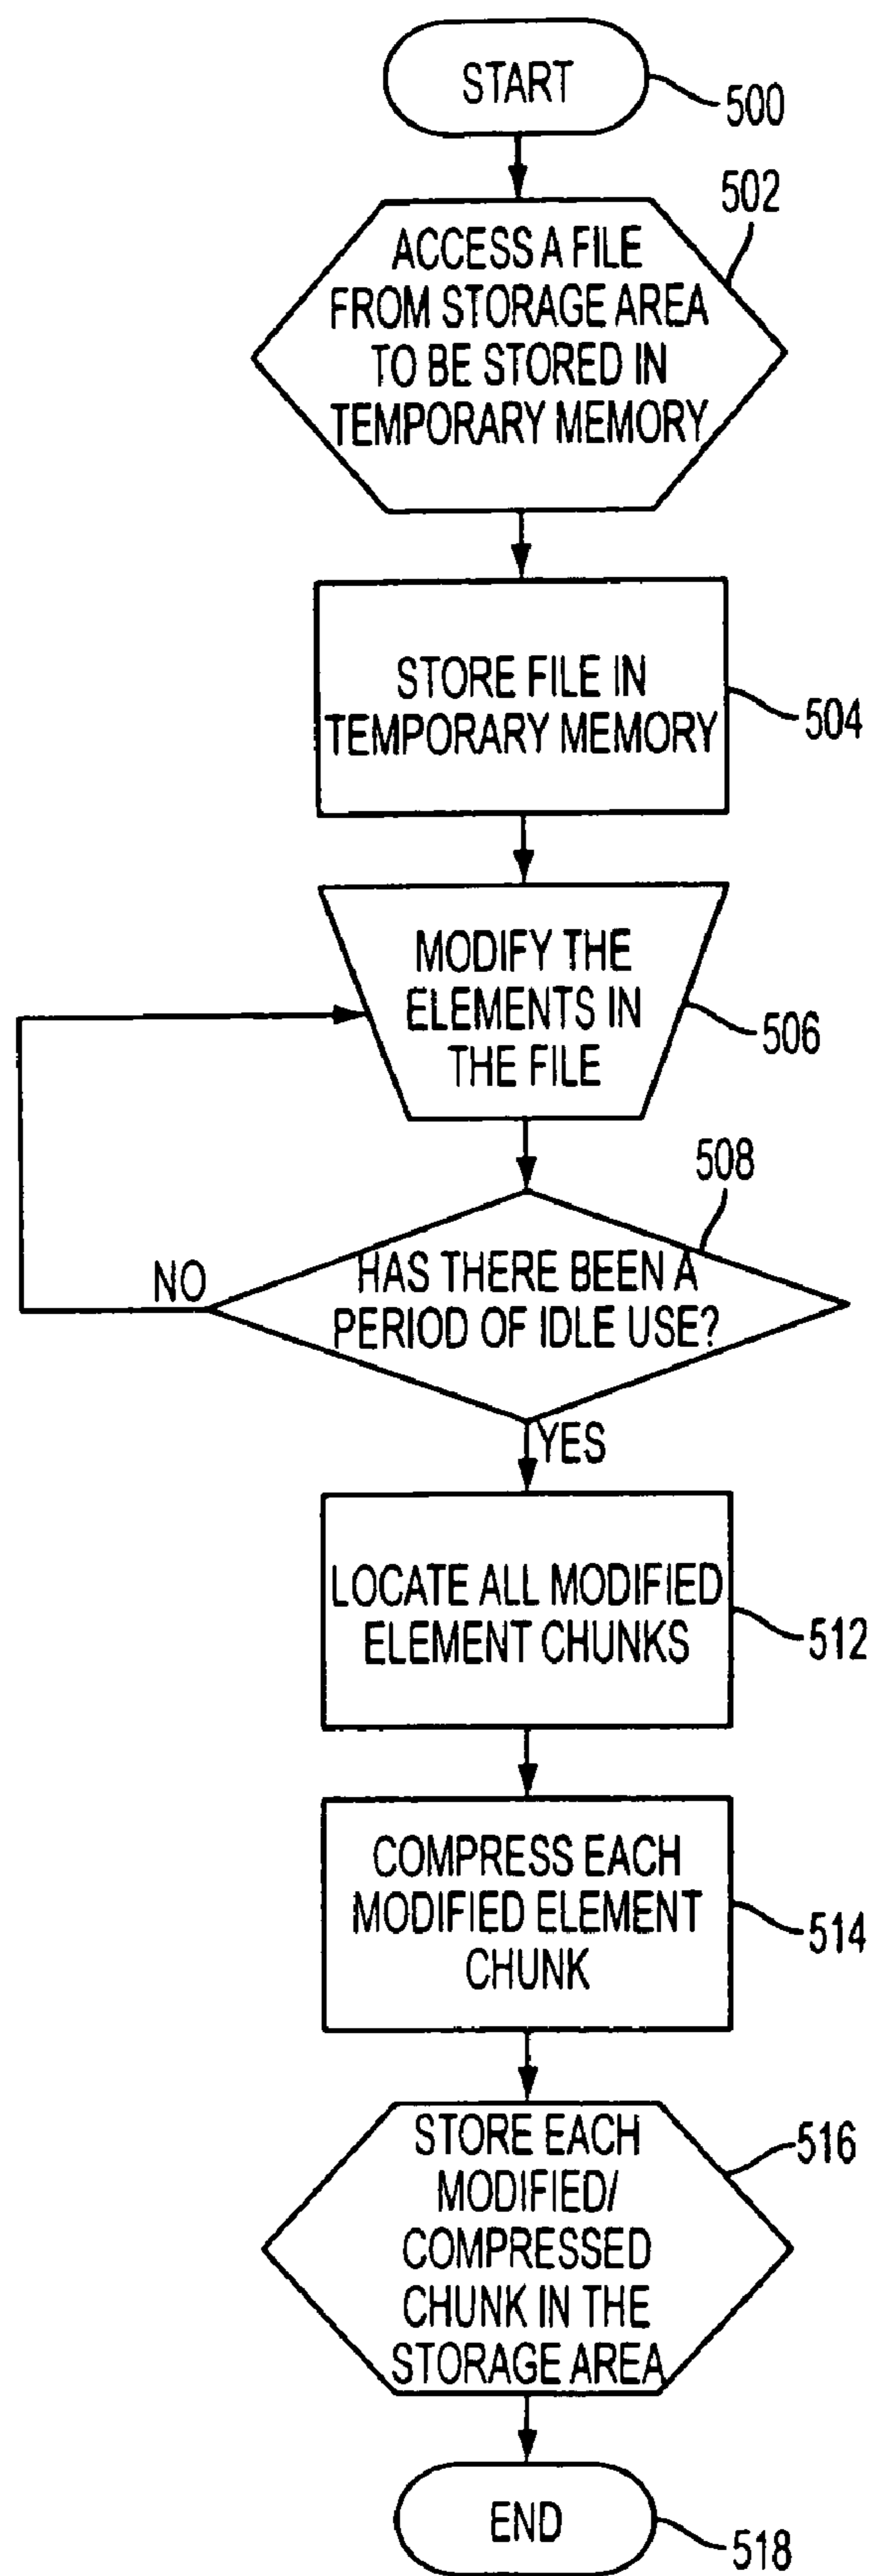 START
500
502
ACCESS A FILE
FROM STORAGE AREA
TO BE STORED IN
TEMPORARY MEMORY
STORE FILE IN
TEMPORARY MEMORY
504
MODIFY THE
ELEMENTS IN
THE FILE
506
508
HAS THERE BEEN A
PERIOD OF IDLE USE?
NO
YES
LOCATE ALL MODIFIED
ELEMENT CHUNKS
512
COMPRESS EACH
MODIFIED ELEMENT
CHUNK
514
STORE EACH
MODIFIED/
COMPRESSED
CHUNK IN THE
STORAGE AREA
516
END
518